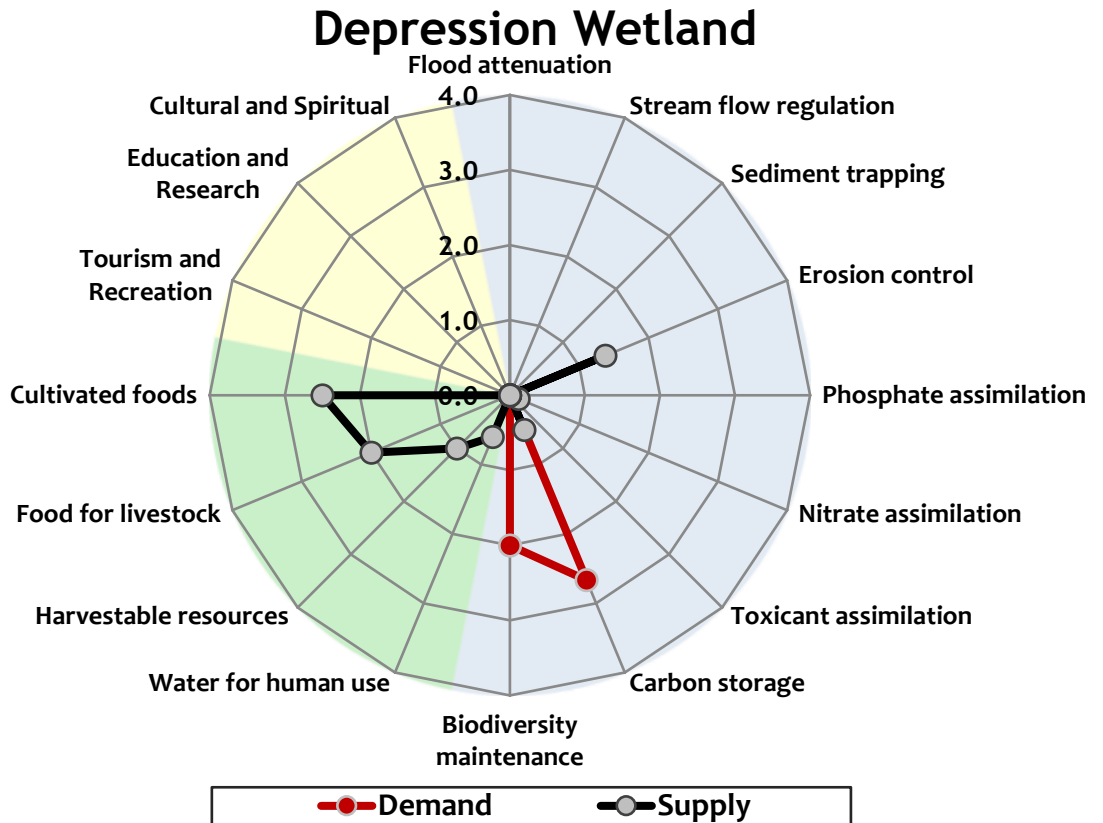 Depression Wetland
Flood attenuation
4.0
Cultural and Spiritual
Stream flow regulation
Education and
Research
Sediment trapping
3.0
2.0
Tourism and
Recreation
Erosion control
1.0
Cultivated foods
0.0
Phosphate assimilation
Food for livestock
Nitrate assimilation
Harvestable resources
Toxicant assimilation
Water for human use
Carbon storage
Biodiversity
maintenance
Demand
Supply